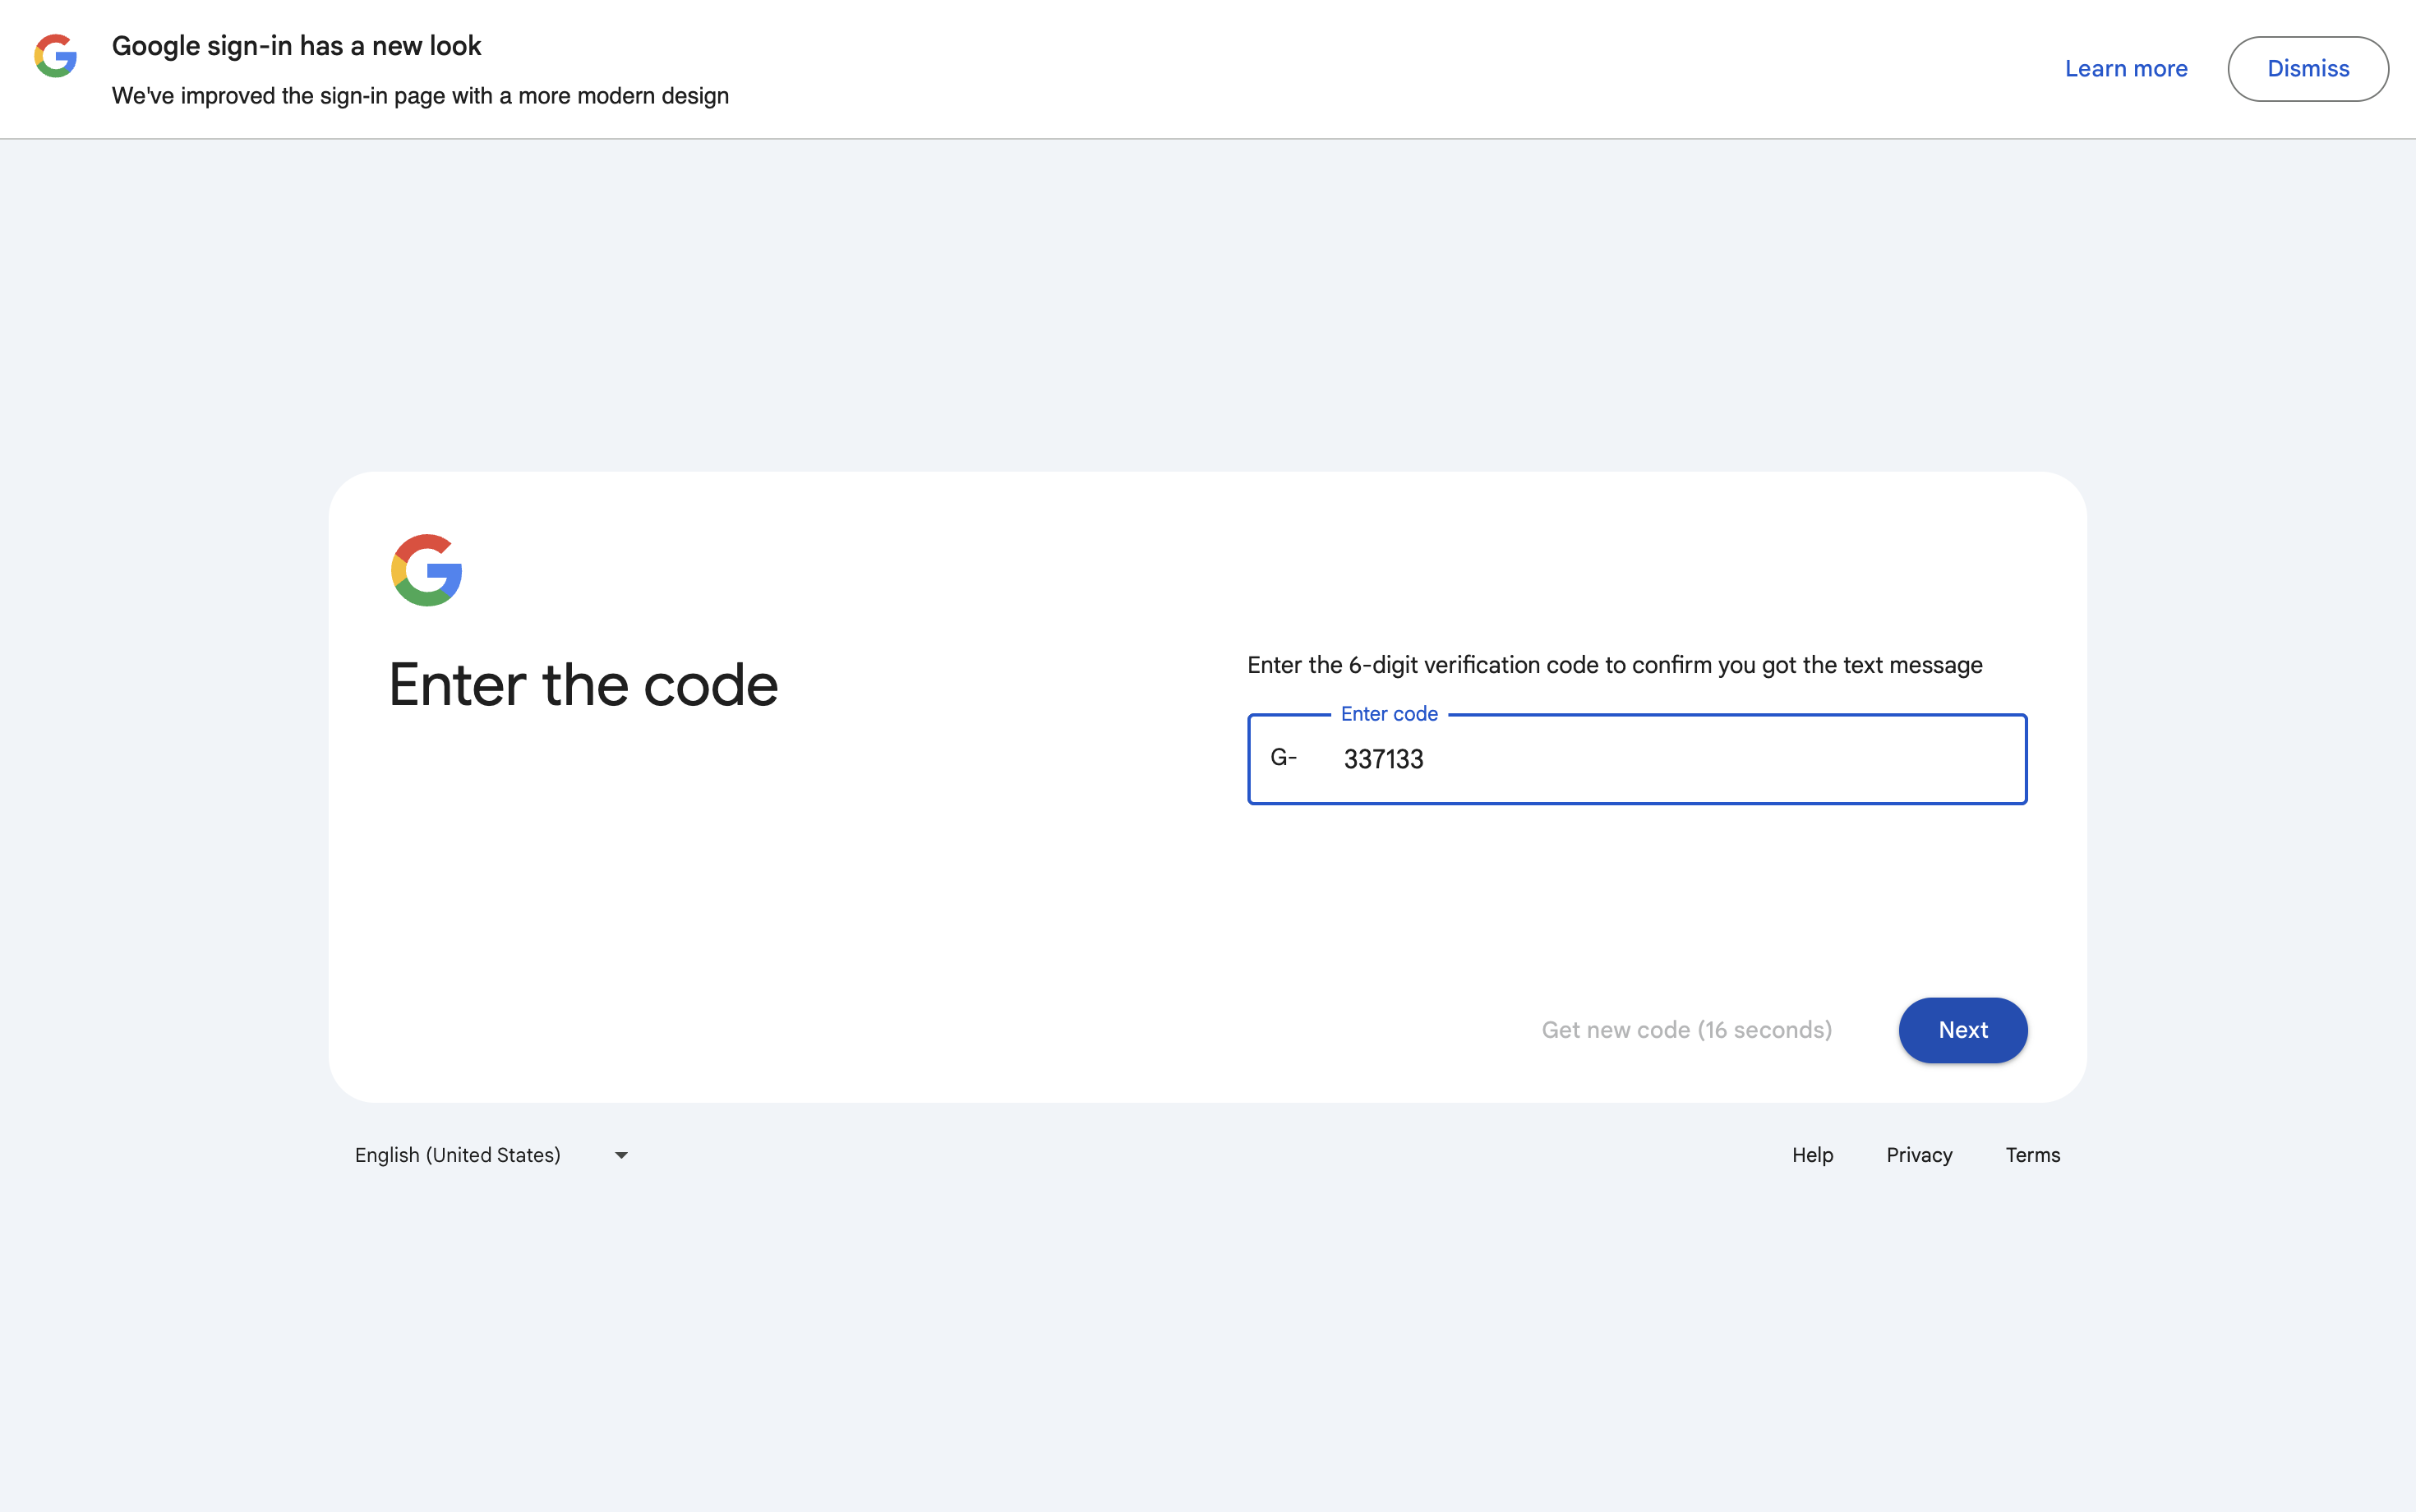 Google sign-in has a new look
We've improved the sign-in page with a more modern design
Learn more
Dismiss
Enter the code
Enter the 6-digit verification code to confirm you got the text message
Enter code
G- 337133
Get new code (16 seconds)
Next
English (United States)
Help
Privacy
Terms